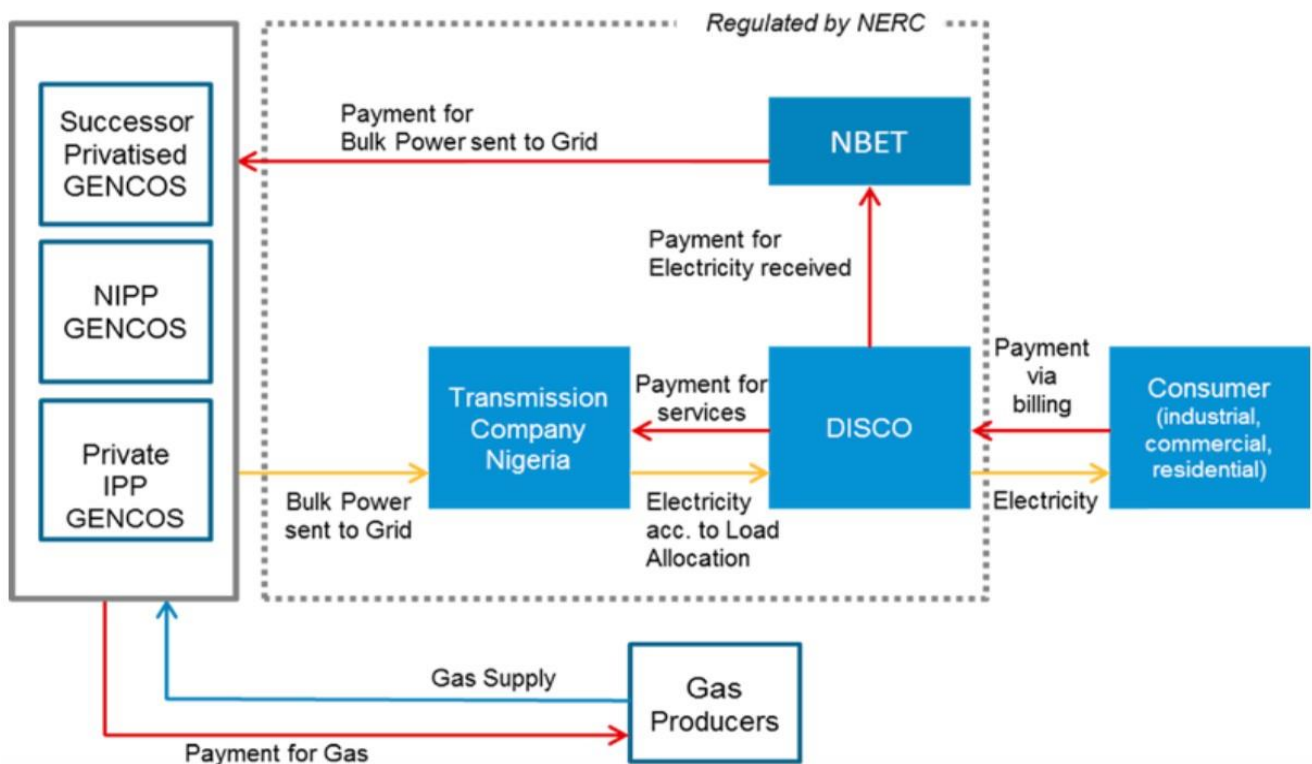 Regulated by NERC
Successor
Privatised
GENCOS
NIPP
GENCOS
Private
IPP
GENCOS
Payment for
Bulk Power sent to Grid
NBET
Payment for
Electricity received
Transmission
Company
Nigeria
Payment for
services
DISCO
Payment
via
billing
Consumer
(industrial,
commercial,
residential)
Bulk Power
sent to Grid
Electricity
acc. to Load
Allocation
Electricity
Gas Supply
Gas
Producers
Payment for Gas